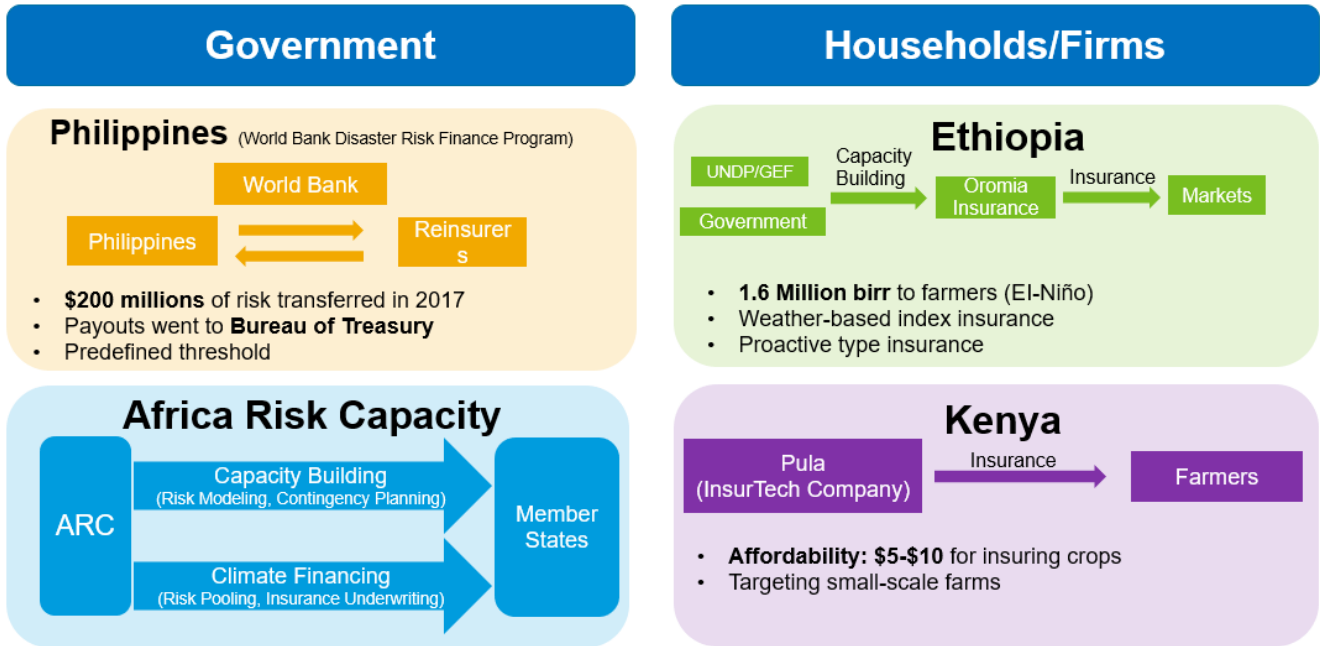 Government
Philippines (World Bank Disaster Risk Finance Program)
World Bank
Philippines
Reinsurer
s
• $200 millions of risk transferred in 2017
• Payouts went to Bureau of Treasury
• Predefined threshold
Africa Risk Capacity
ARC
Capacity Building
(Risk Modeling, Contingency Planning)
Climate Financing
(Risk Pooling, Insurance Underwriting)
Member
States
Households/Firms
Ethiopia
UNDP/GEF
Government
Capacity
Building
Oromia
Insurance
Insurance
Markets
• 1.6 Million birr to farmers (EI-Niño)
• Weather-based index insurance
• Proactive type insurance
Kenya
Pula
(InsurTech Company)
Insurance
Farmers
• Affordability: $5-$10 for insuring crops
• Targeting small-scale farms